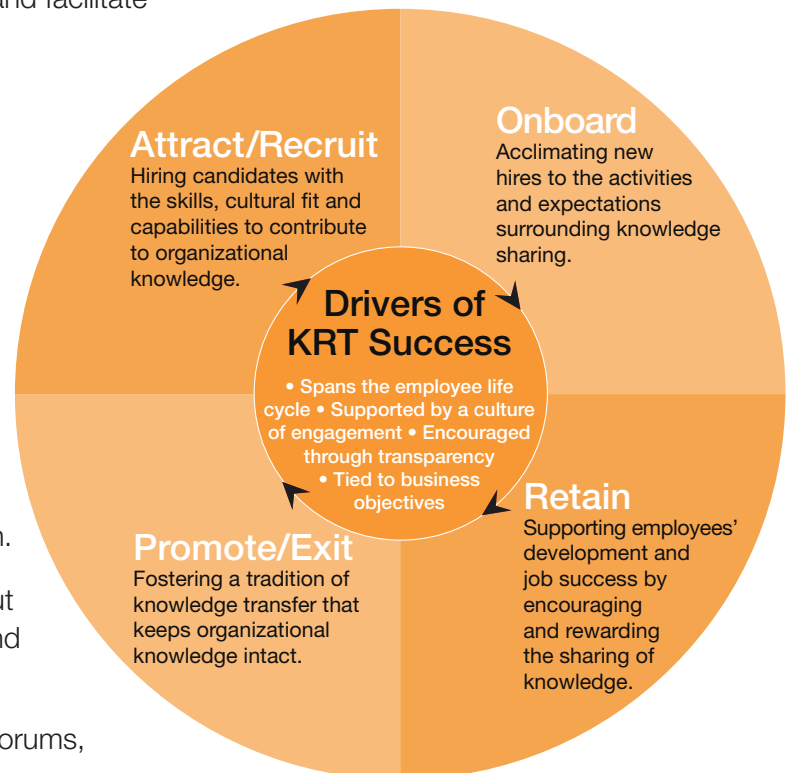 and facilitate
Attract/Recruit
Hiring candidates with
the skills, cultural fit and
capabilities to contribute
to organizational
knowledge.
Onboard
Acclimating new
hires to the activities
and expectations
surrounding knowledge
sharing.
Drivers of
KRT Success
• Spans the employee life
cycle • Supported by a culture
of engagement • Encouraged
through transparency
• Tied to business
objectives
Retain
Supporting employees’
development and
job success by
encouraging
and rewarding
the sharing of
knowledge.
Promote/Exit
Fostering a tradition of
knowledge transfer that
keeps organizational
knowledge intact.